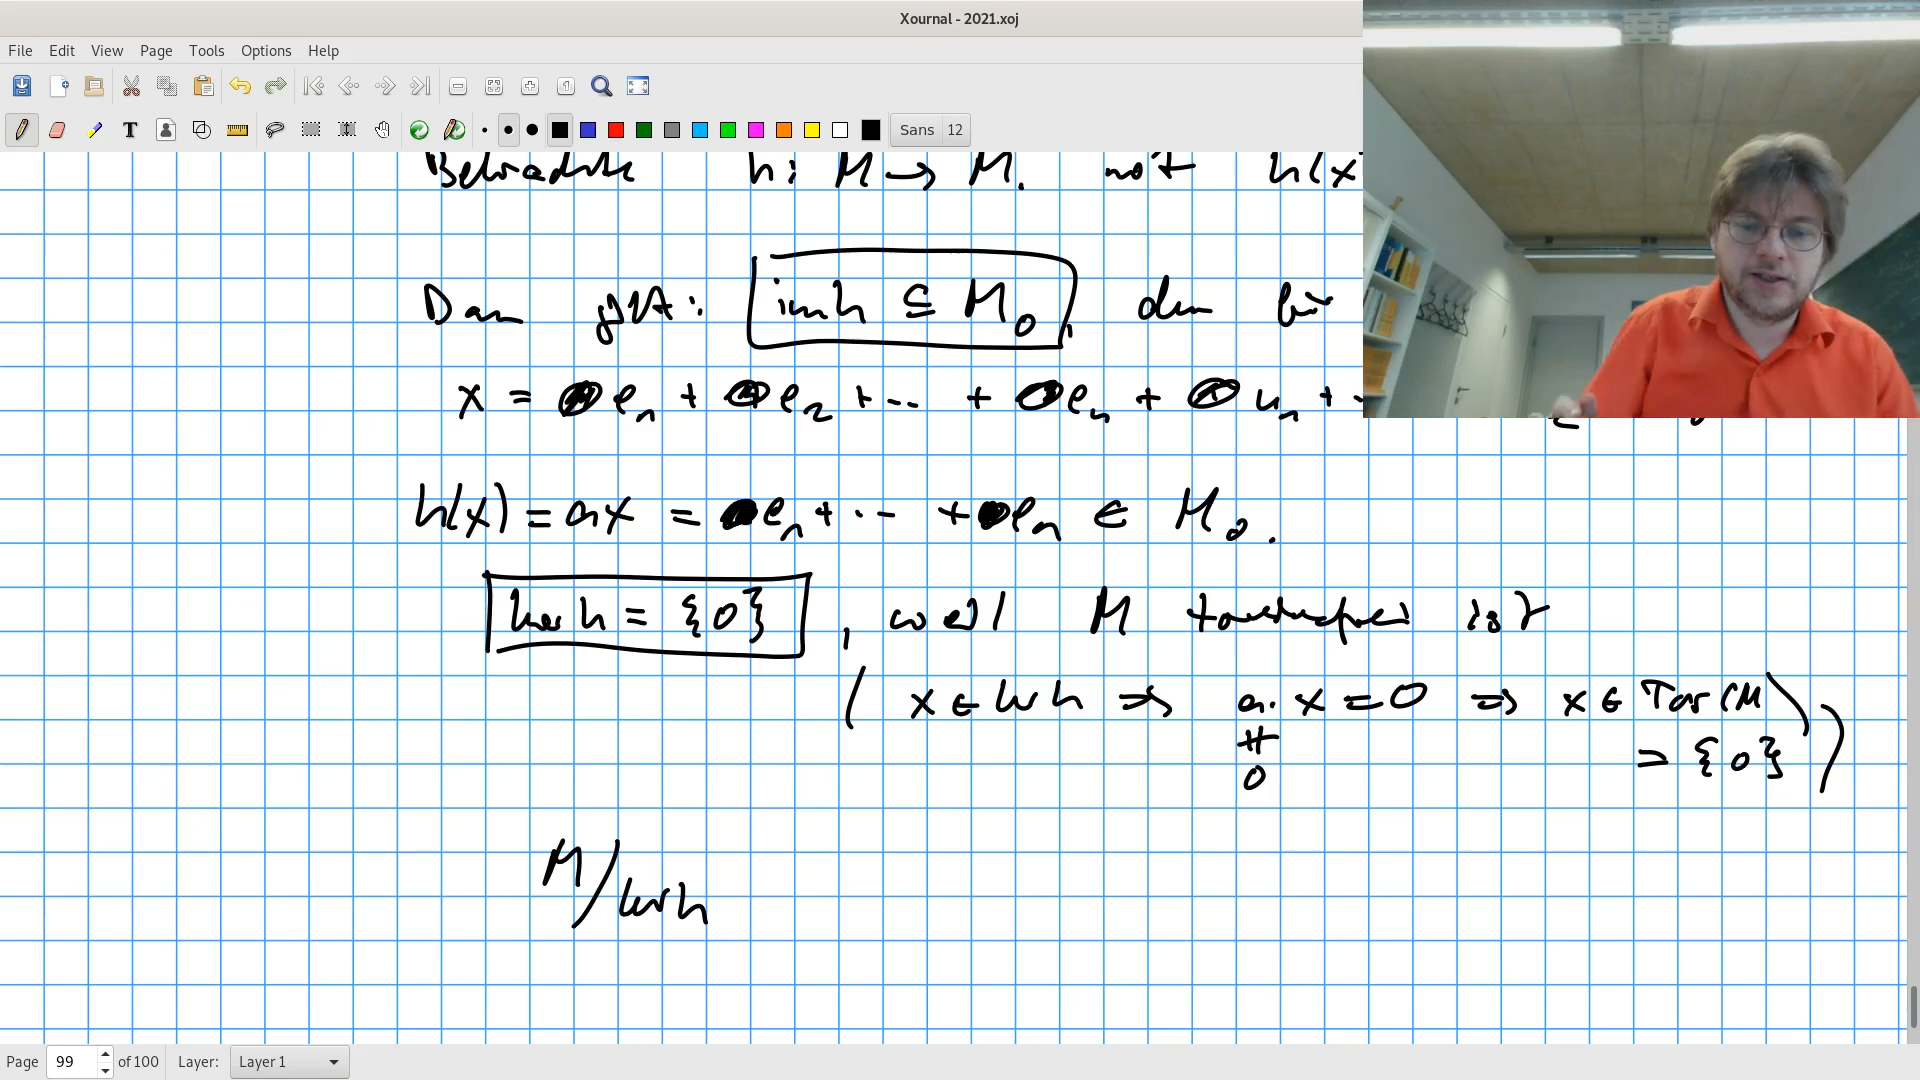 Xournal - 2021.xoj
File Edit View Page Tools Options Help
Sans 12
Betrachte h: M → M. mit h(x
Dann gilt: im h ⊆ M₀, denn für
x = e₁ + e₂ + ... + eₙ + u₁ +
h(x) = ax = e₁ + ... + eₙ ∈ M₀.
ker h = {0}, weil M torsionsfrei ist
( x ∈ ker h ⇒ a · x = 0 ⇒ x ∈ Tor(M)
≠ = {0} )
0
M/ker h
Page 99 of 100 Layer: Layer 1